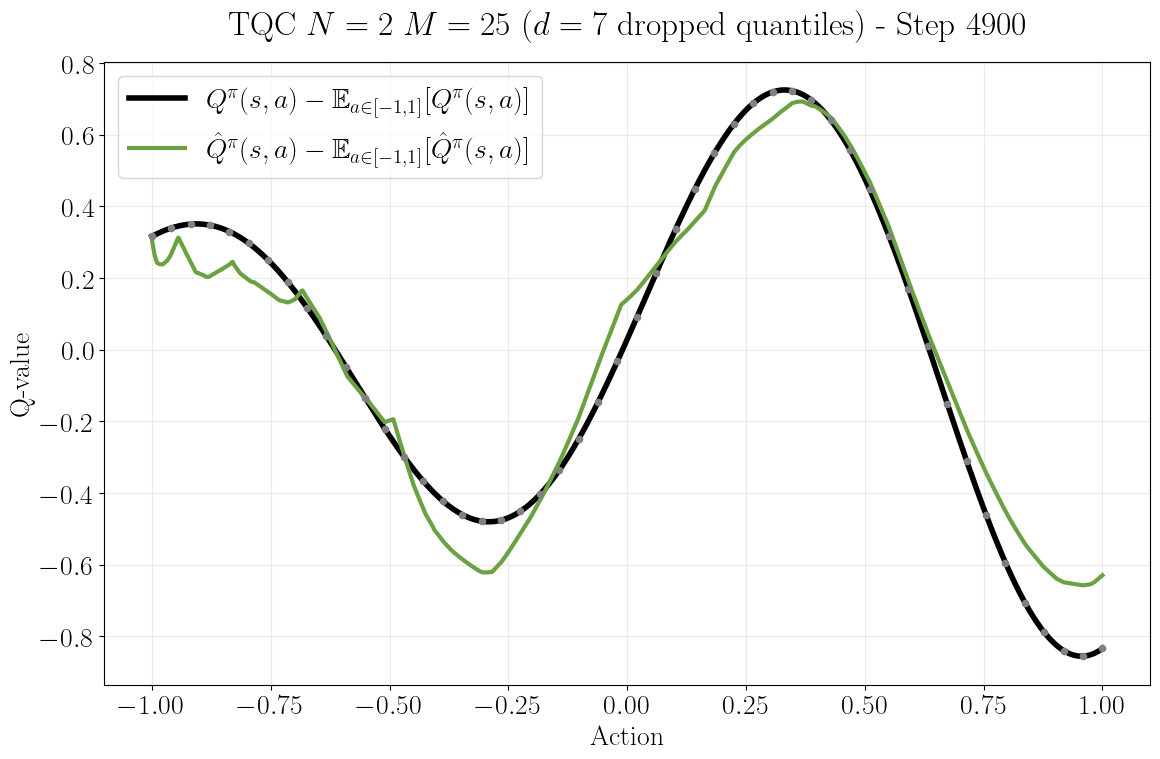 TQC N = 2 M = 25 (d = 7 dropped quantiles) - Step 4900
Q^π(s, a) − 𝔼_{a∈[−1,1]}[Q^π(s, a)]
Q̂^π(s, a) − 𝔼_{a∈[−1,1]}[Q̂^π(s, a)]
0.8
0.6
0.4
0.2
0.0
−0.2
−0.4
−0.6
−0.8
Q-value
−1.00 −0.75 −0.50 −0.25 0.00 0.25 0.50 0.75 1.00
Action